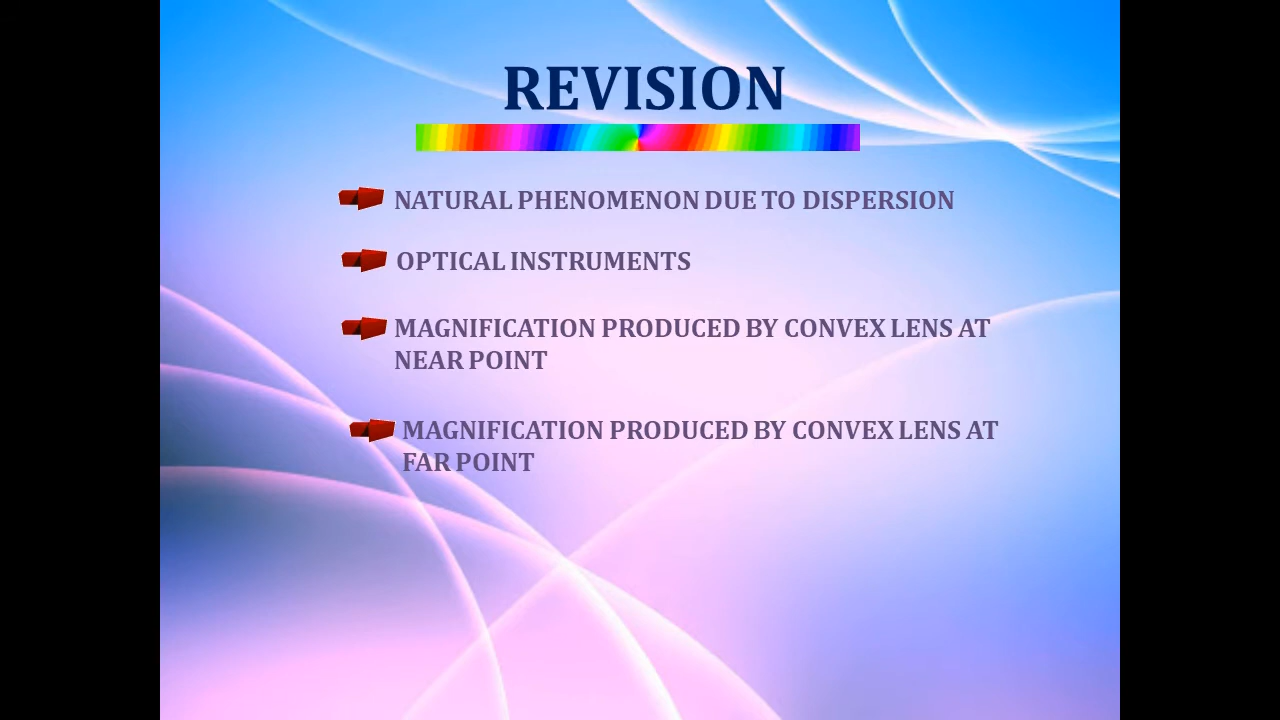 REVISION
NATURAL PHENOMENON DUE TO DISPERSION
OPTICAL INSTRUMENTS
MAGNIFICATION PRODUCED BY CONVEX LENS AT
NEAR POINT
MAGNIFICATION PRODUCED BY CONVEX LENS AT
FAR POINT